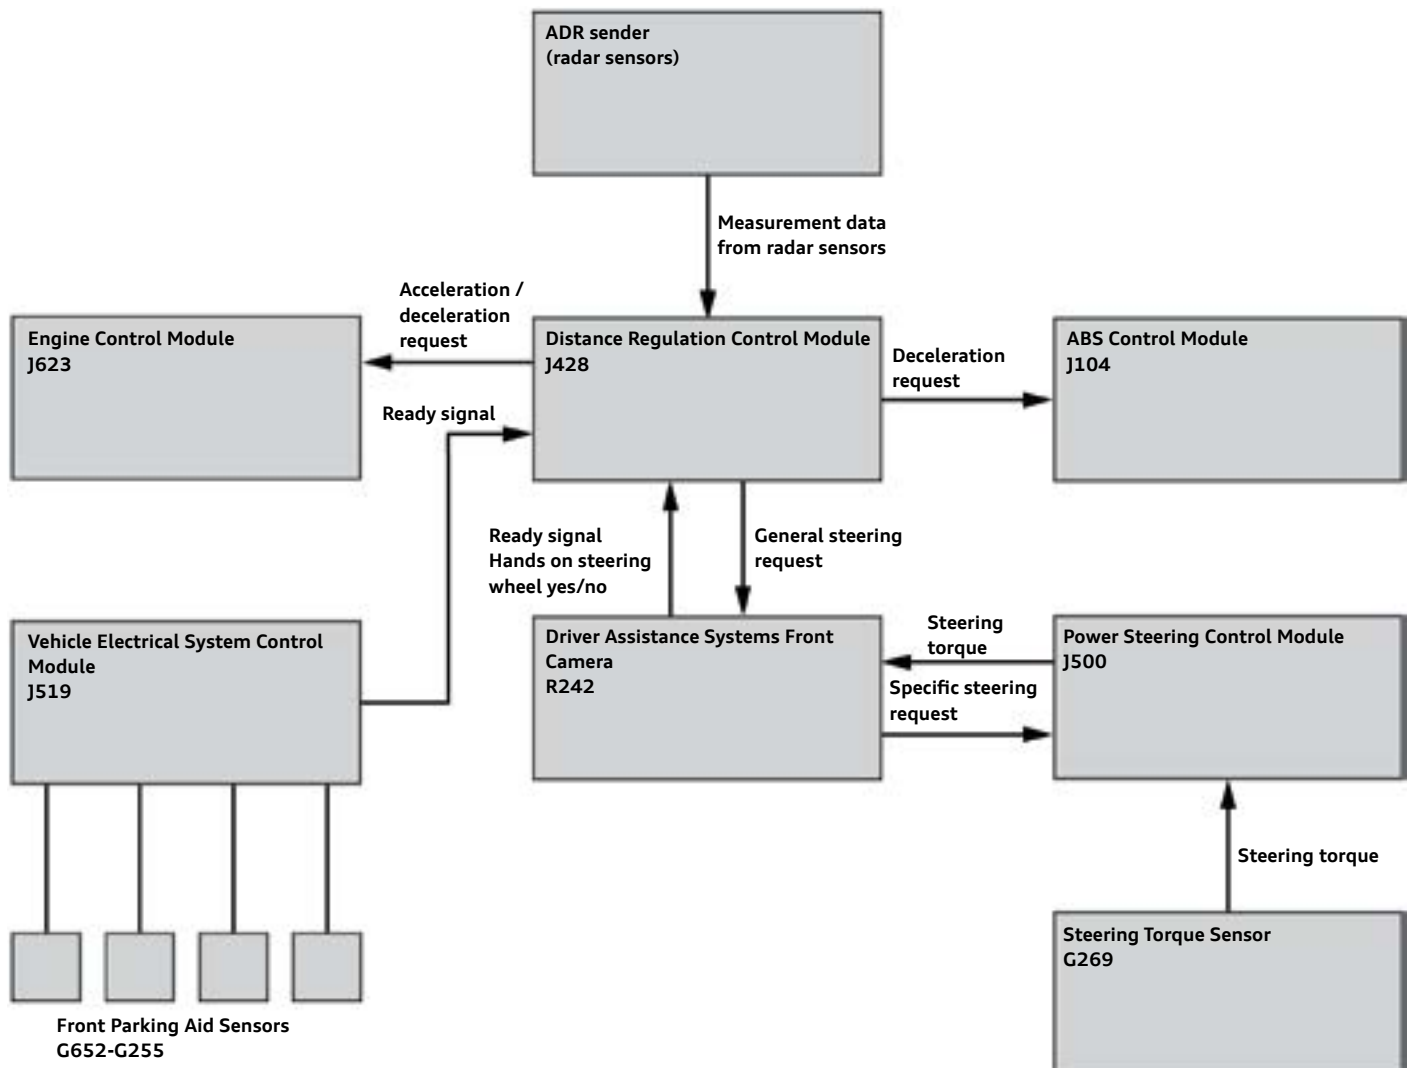 ADR sender
(radar sensors)
Measurement data
from radar sensors
Acceleration /
deceleration
request
Engine Control Module
J623
Distance Regulation Control Module
J428
Deceleration
request
ABS Control Module
J104
Ready signal
Ready signal
Hands on steering
wheel yes/no
General steering
request
Vehicle Electrical System Control
Module
J519
Driver Assistance Systems Front
Camera
R242
Steering
torque
Specific steering
request
Power Steering Control Module
J500
Steering torque
Steering Torque Sensor
G269
Front Parking Aid Sensors
G652-G255